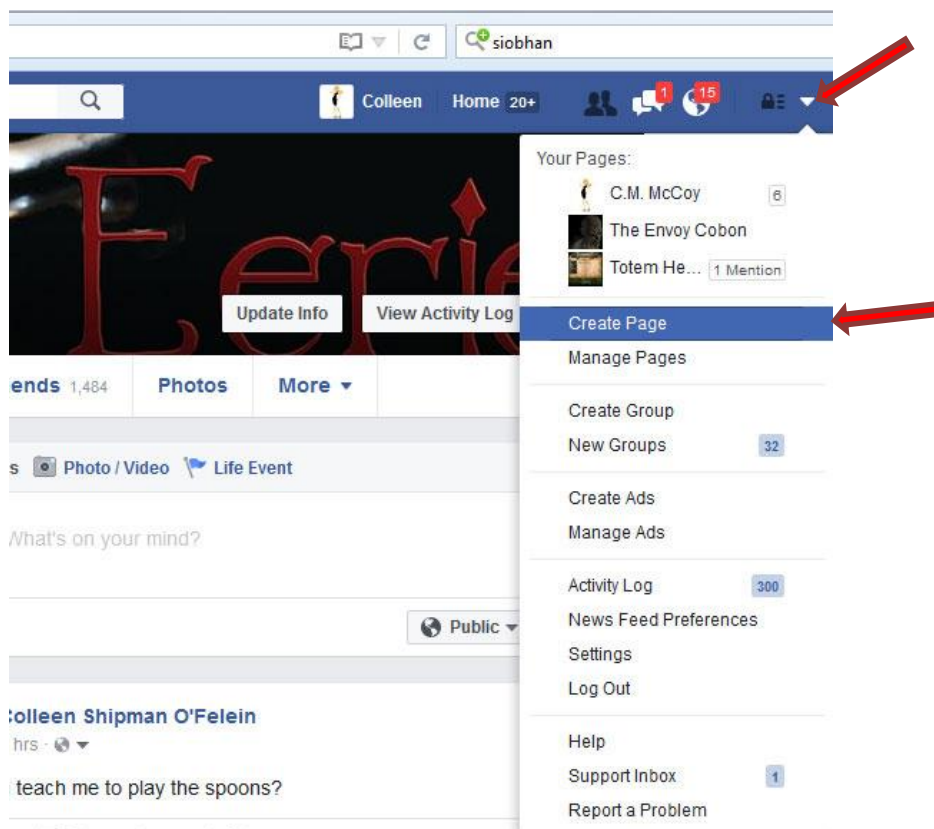 siobhan
Colleen Home 20+ 1 15
Eerie
Update Info View Activity Log
ends 1,484 Photos More
s Photo / Video Life Event
What's on your mind?
Public
Colleen Shipman O'Felein
hrs ·
teach me to play the spoons?
Your Pages:
C.M. McCoy 6
The Envoy Cobon
Totem He... 1 Mention
Create Page
Manage Pages
Create Group
New Groups 32
Create Ads
Manage Ads
Activity Log 300
News Feed Preferences
Settings
Log Out
Help
Support Inbox 1
Report a Problem